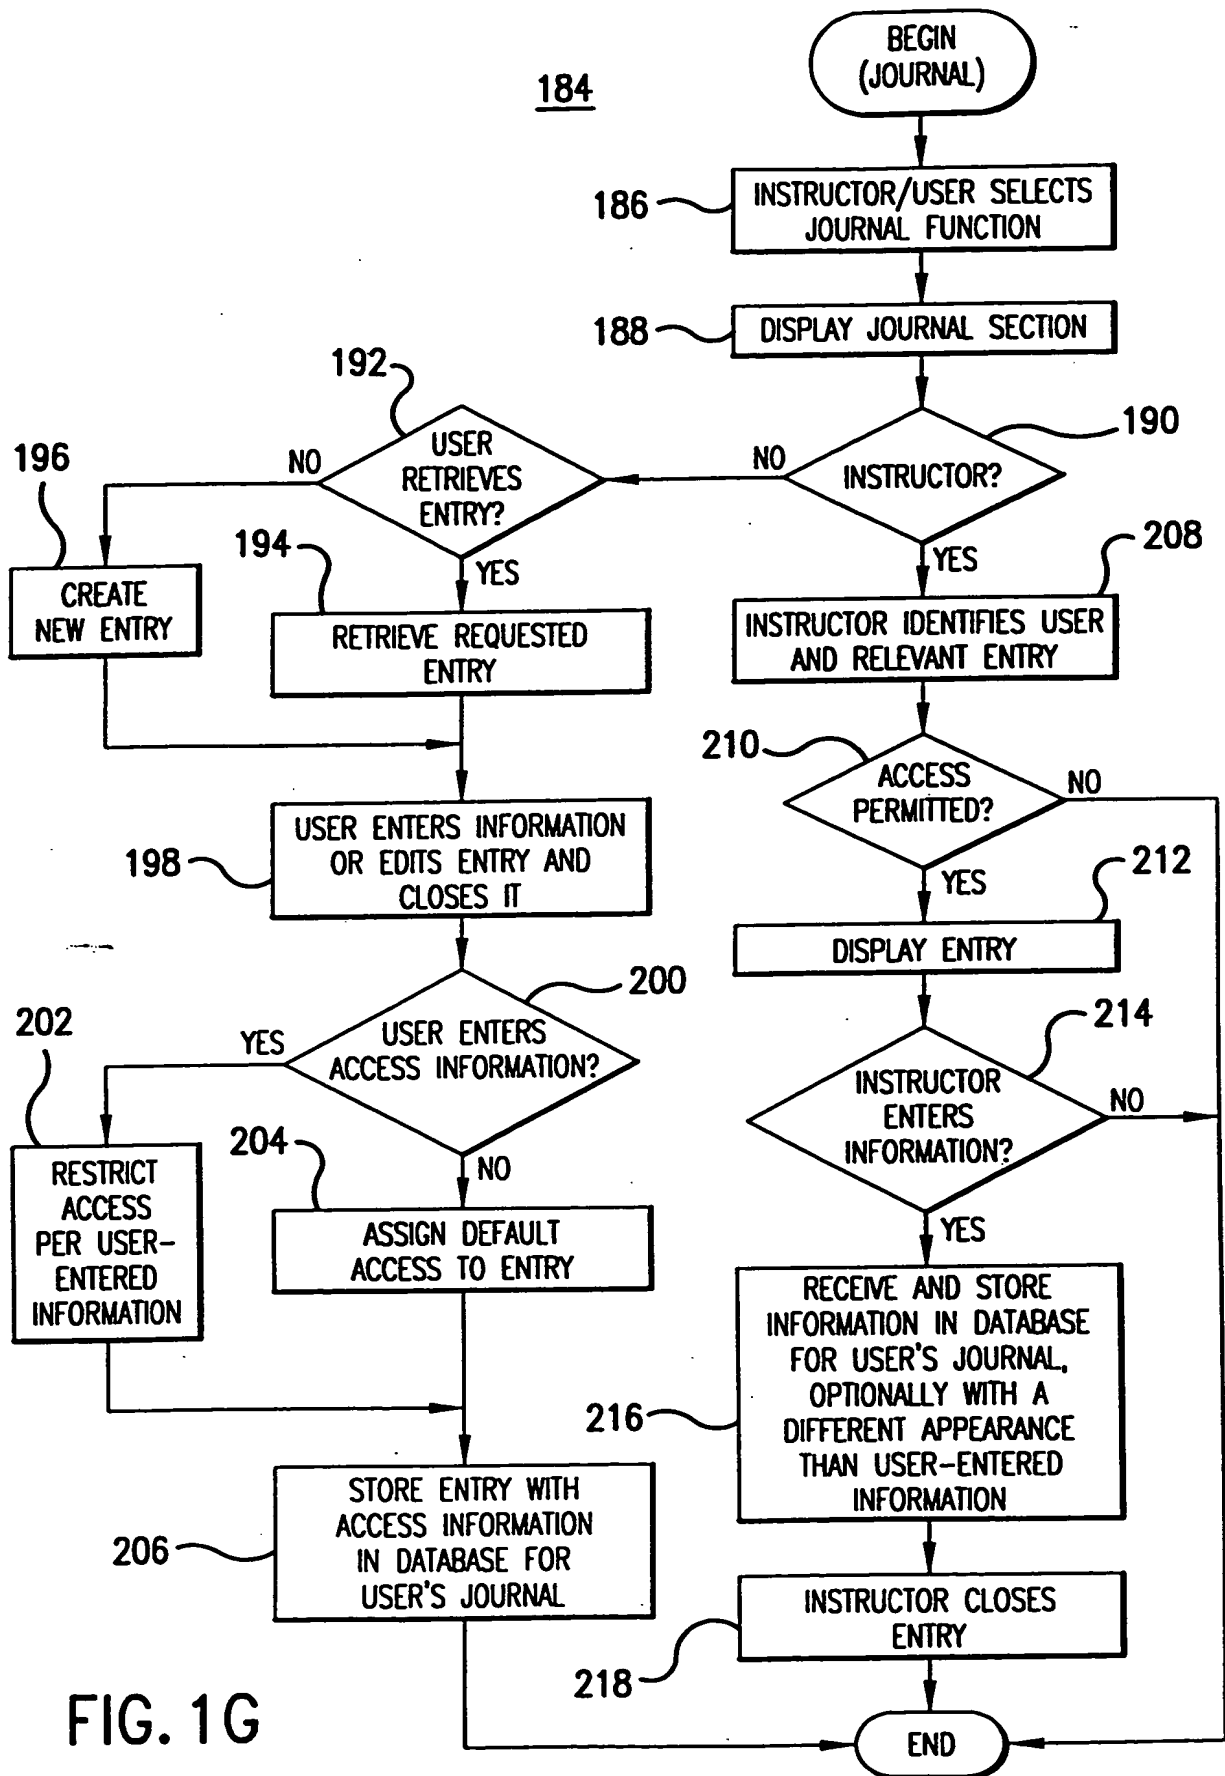 BEGIN
(JOURNAL)
184
186
INSTRUCTOR/USER SELECTS
JOURNAL FUNCTION
188
DISPLAY JOURNAL SECTION
192
190
196
NO
USER
RETRIEVES
ENTRY?
NO
INSTRUCTOR?
194
YES
YES
208
CREATE
NEW ENTRY
RETRIEVE REQUESTED
ENTRY
INSTRUCTOR IDENTIFIES USER
AND RELEVANT ENTRY
210
ACCESS
PERMITTED?
NO
198
USER ENTERS INFORMATION
OR EDITS ENTRY AND
CLOSES IT
YES
212
DISPLAY ENTRY
200
202
YES
USER ENTERS
ACCESS INFORMATION?
214
INSTRUCTOR
ENTERS
INFORMATION?
NO
204
NO
RESTRICT
ACCESS
PER USER-
ENTERED
INFORMATION
ASSIGN DEFAULT
ACCESS TO ENTRY
YES
216
RECEIVE AND STORE
INFORMATION IN DATABASE
FOR USER'S JOURNAL,
OPTIONALLY WITH A
DIFFERENT APPEARANCE
THAN USER-ENTERED
INFORMATION
206
STORE ENTRY WITH
ACCESS INFORMATION
IN DATABASE FOR
USER'S JOURNAL
218
INSTRUCTOR CLOSES
ENTRY
FIG. 1G
END